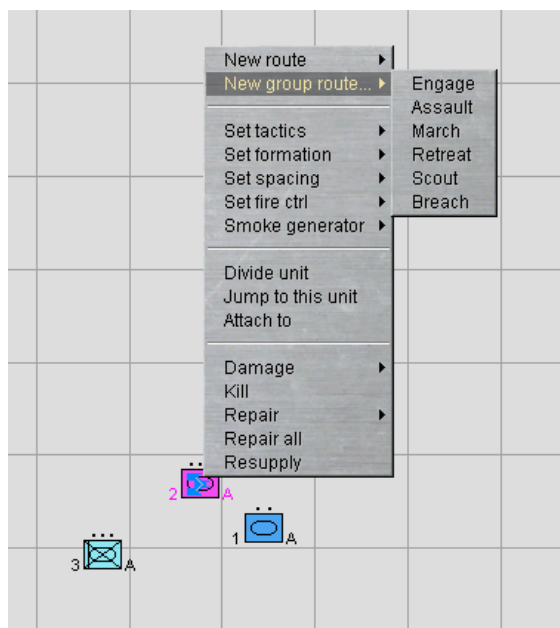 New route
New group route...
Engage
Assault
March
Retreat
Scout
Breach
Set tactics
Set formation
Set spacing
Set fire ctrl
Smoke generator
Divide unit
Jump to this unit
Attach to
Damage
Kill
Repair
Repair all
Resupply
2 A
1 A
3 A